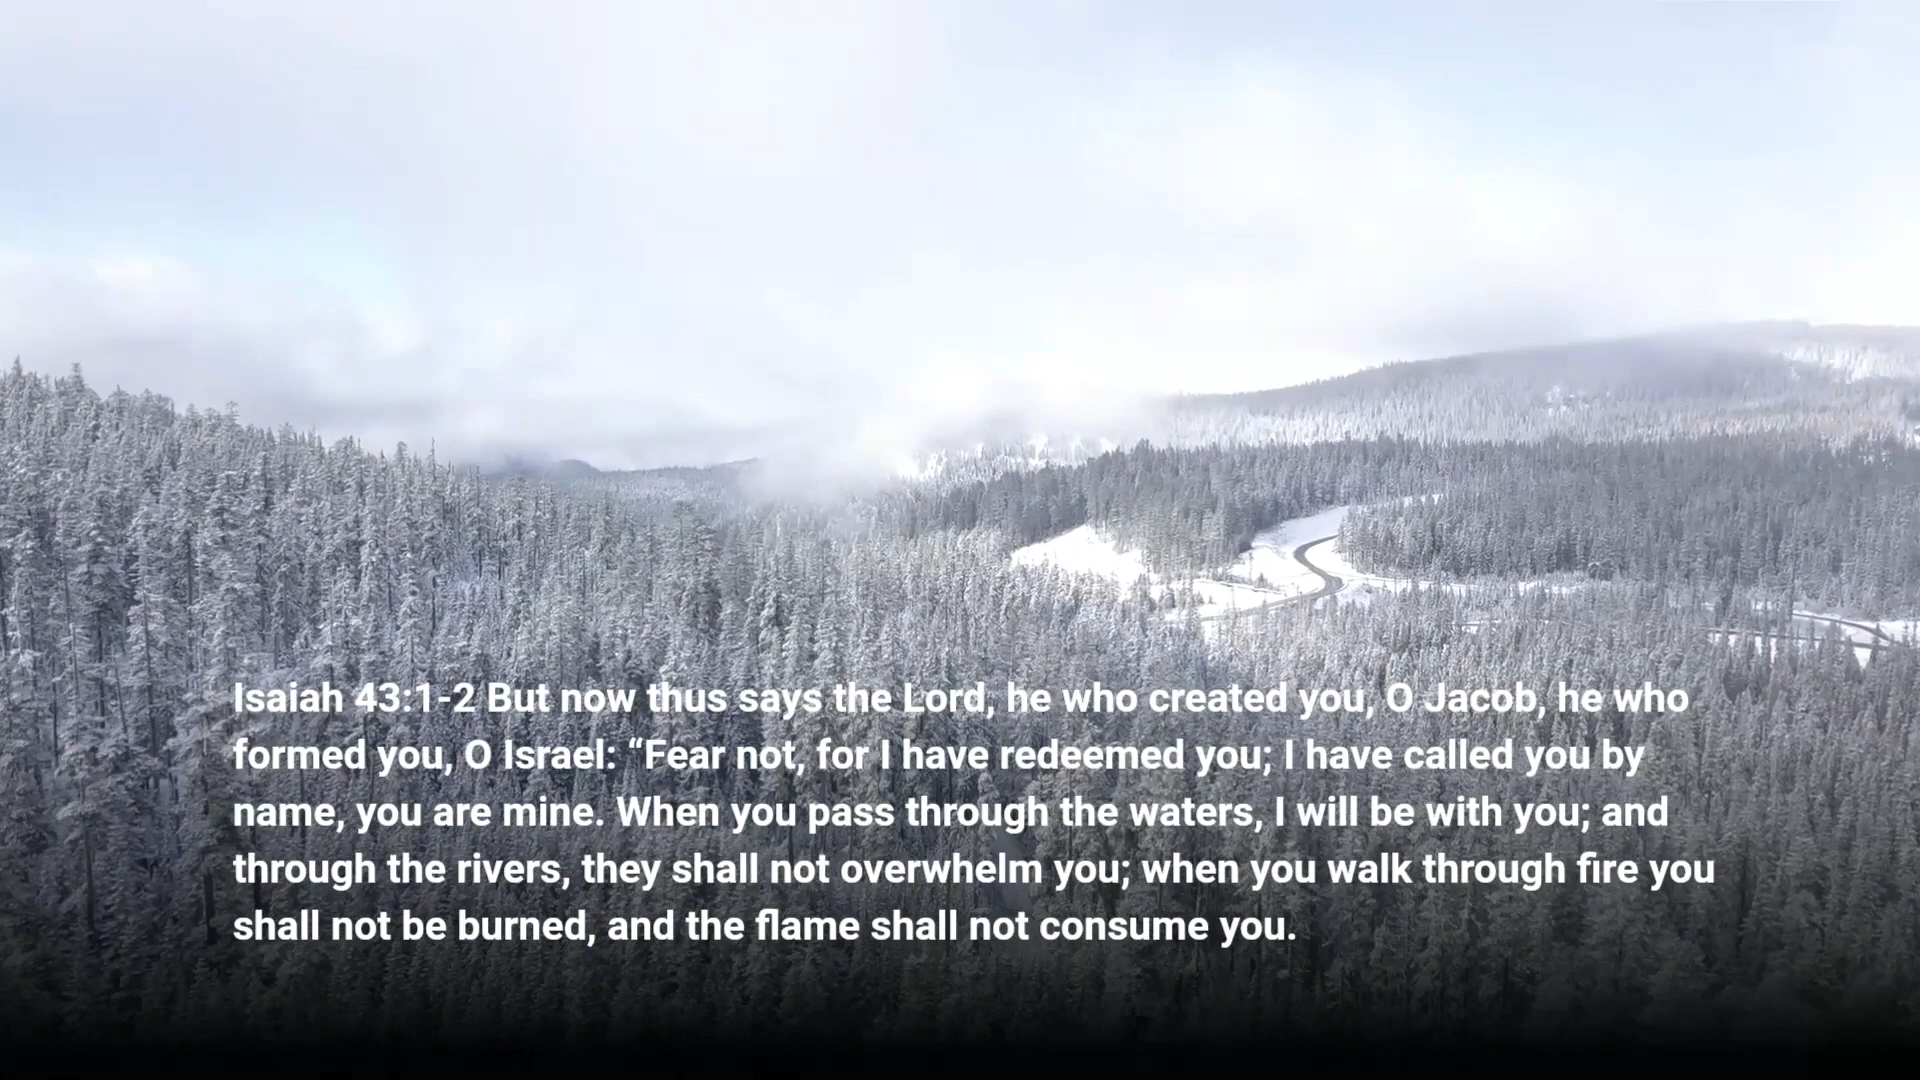 Isaiah 43:1-2 But now thus says the Lord, he who created you, O Jacob, he who
formed you, O Israel: “Fear not, for I have redeemed you; I have called you by
name, you are mine. When you pass through the waters, I will be with you; and
through the rivers, they shall not overwhelm you; when you walk through fire you
shall not be burned, and the flame shall not consume you.